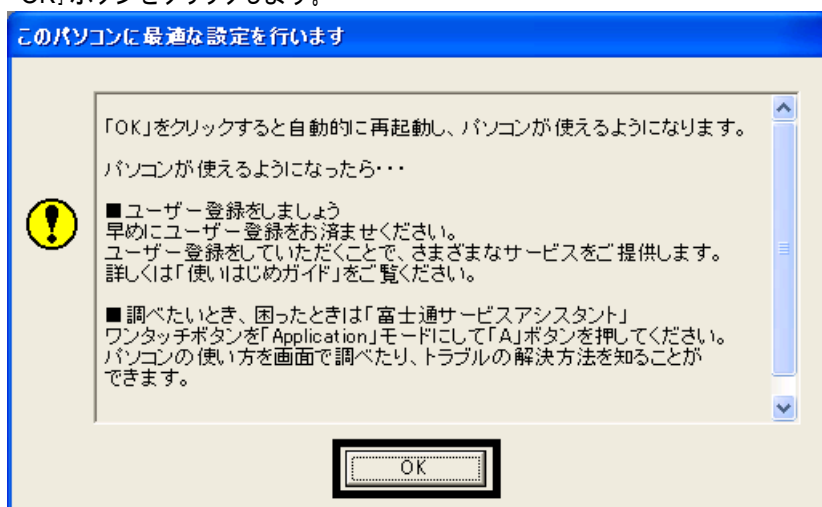 OK]ボタンをクリックします。
このパソコンに最適な設定を行います
「OK」をクリックすると自動的に再起動し、パソコンが使えるようになります。
パソコンが使えるようになったら・・・
■ユーザー登録をしましょう
早めにユーザー登録をお済ませください。
ユーザー登録をしていただくことで、さまざまなサービスをご提供します。
詳しくは「使いはじめガイド」をご覧ください。
■調べたいとき、困ったときは「富士通サービスアシスタント」
ワンタッチボタンを「Application」モードにして「A」ボタンを押してください。
パソコンの使い方を画面で調べたり、トラブルの解決方法を知ることが
できます。
OK